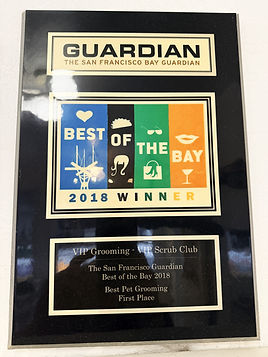 GUARDIAN
THE SAN FRANCISCO BAY GUARDIAN
BEST OF THE BAY
2018 WINNER
VIP Grooming - VIP Scrub Club
The San Francisco Guardian
Best of the Bay 2018
Best Pet Grooming
First Place